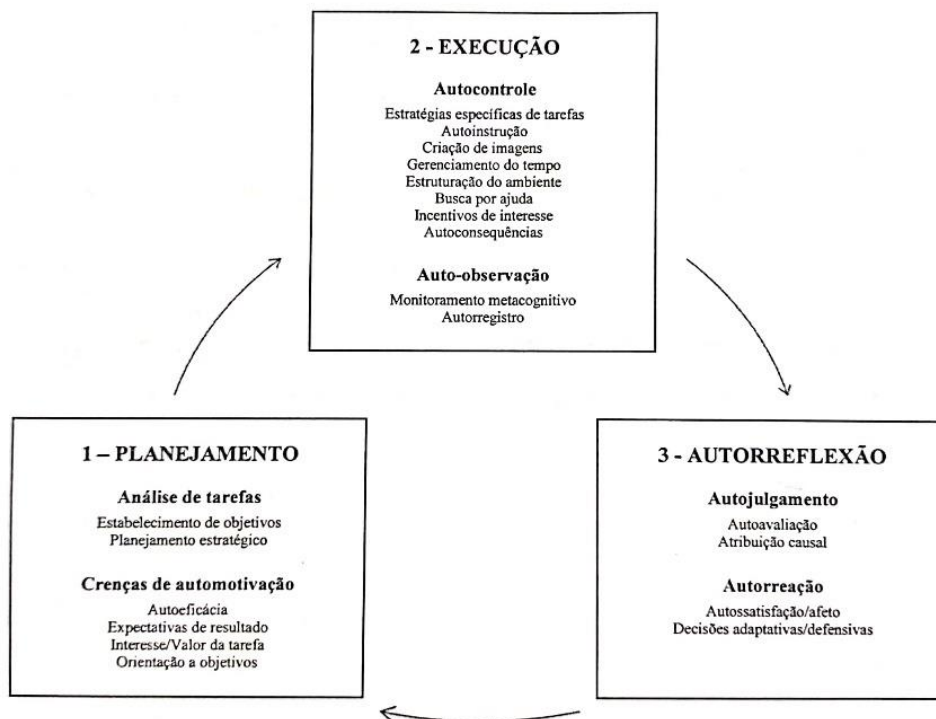 2 - EXECUÇÃO
Autocontrole
Estratégias específicas de tarefas
Autoinstrução
Criação de imagens
Gerenciamento do tempo
Estruturação do ambiente
Busca por ajuda
Incentivos de interesse
Autoconsequências
Auto-observação
Monitoramento metacognitivo
Autorregistro
1 – PLANEJAMENTO
Análise de tarefas
Estabelecimento de objetivos
Planejamento estratégico
Crenças de automotivação
Autoeficácia
Expectativas de resultado
Interesse/Valor da tarefa
Orientação a objetivos
3 - AUTORREFLEXÃO
Autojulgamento
Autoavaliação
Atribuição causal
Autorreação
Autossatisfação/afeto
Decisões adaptativas/defensivas